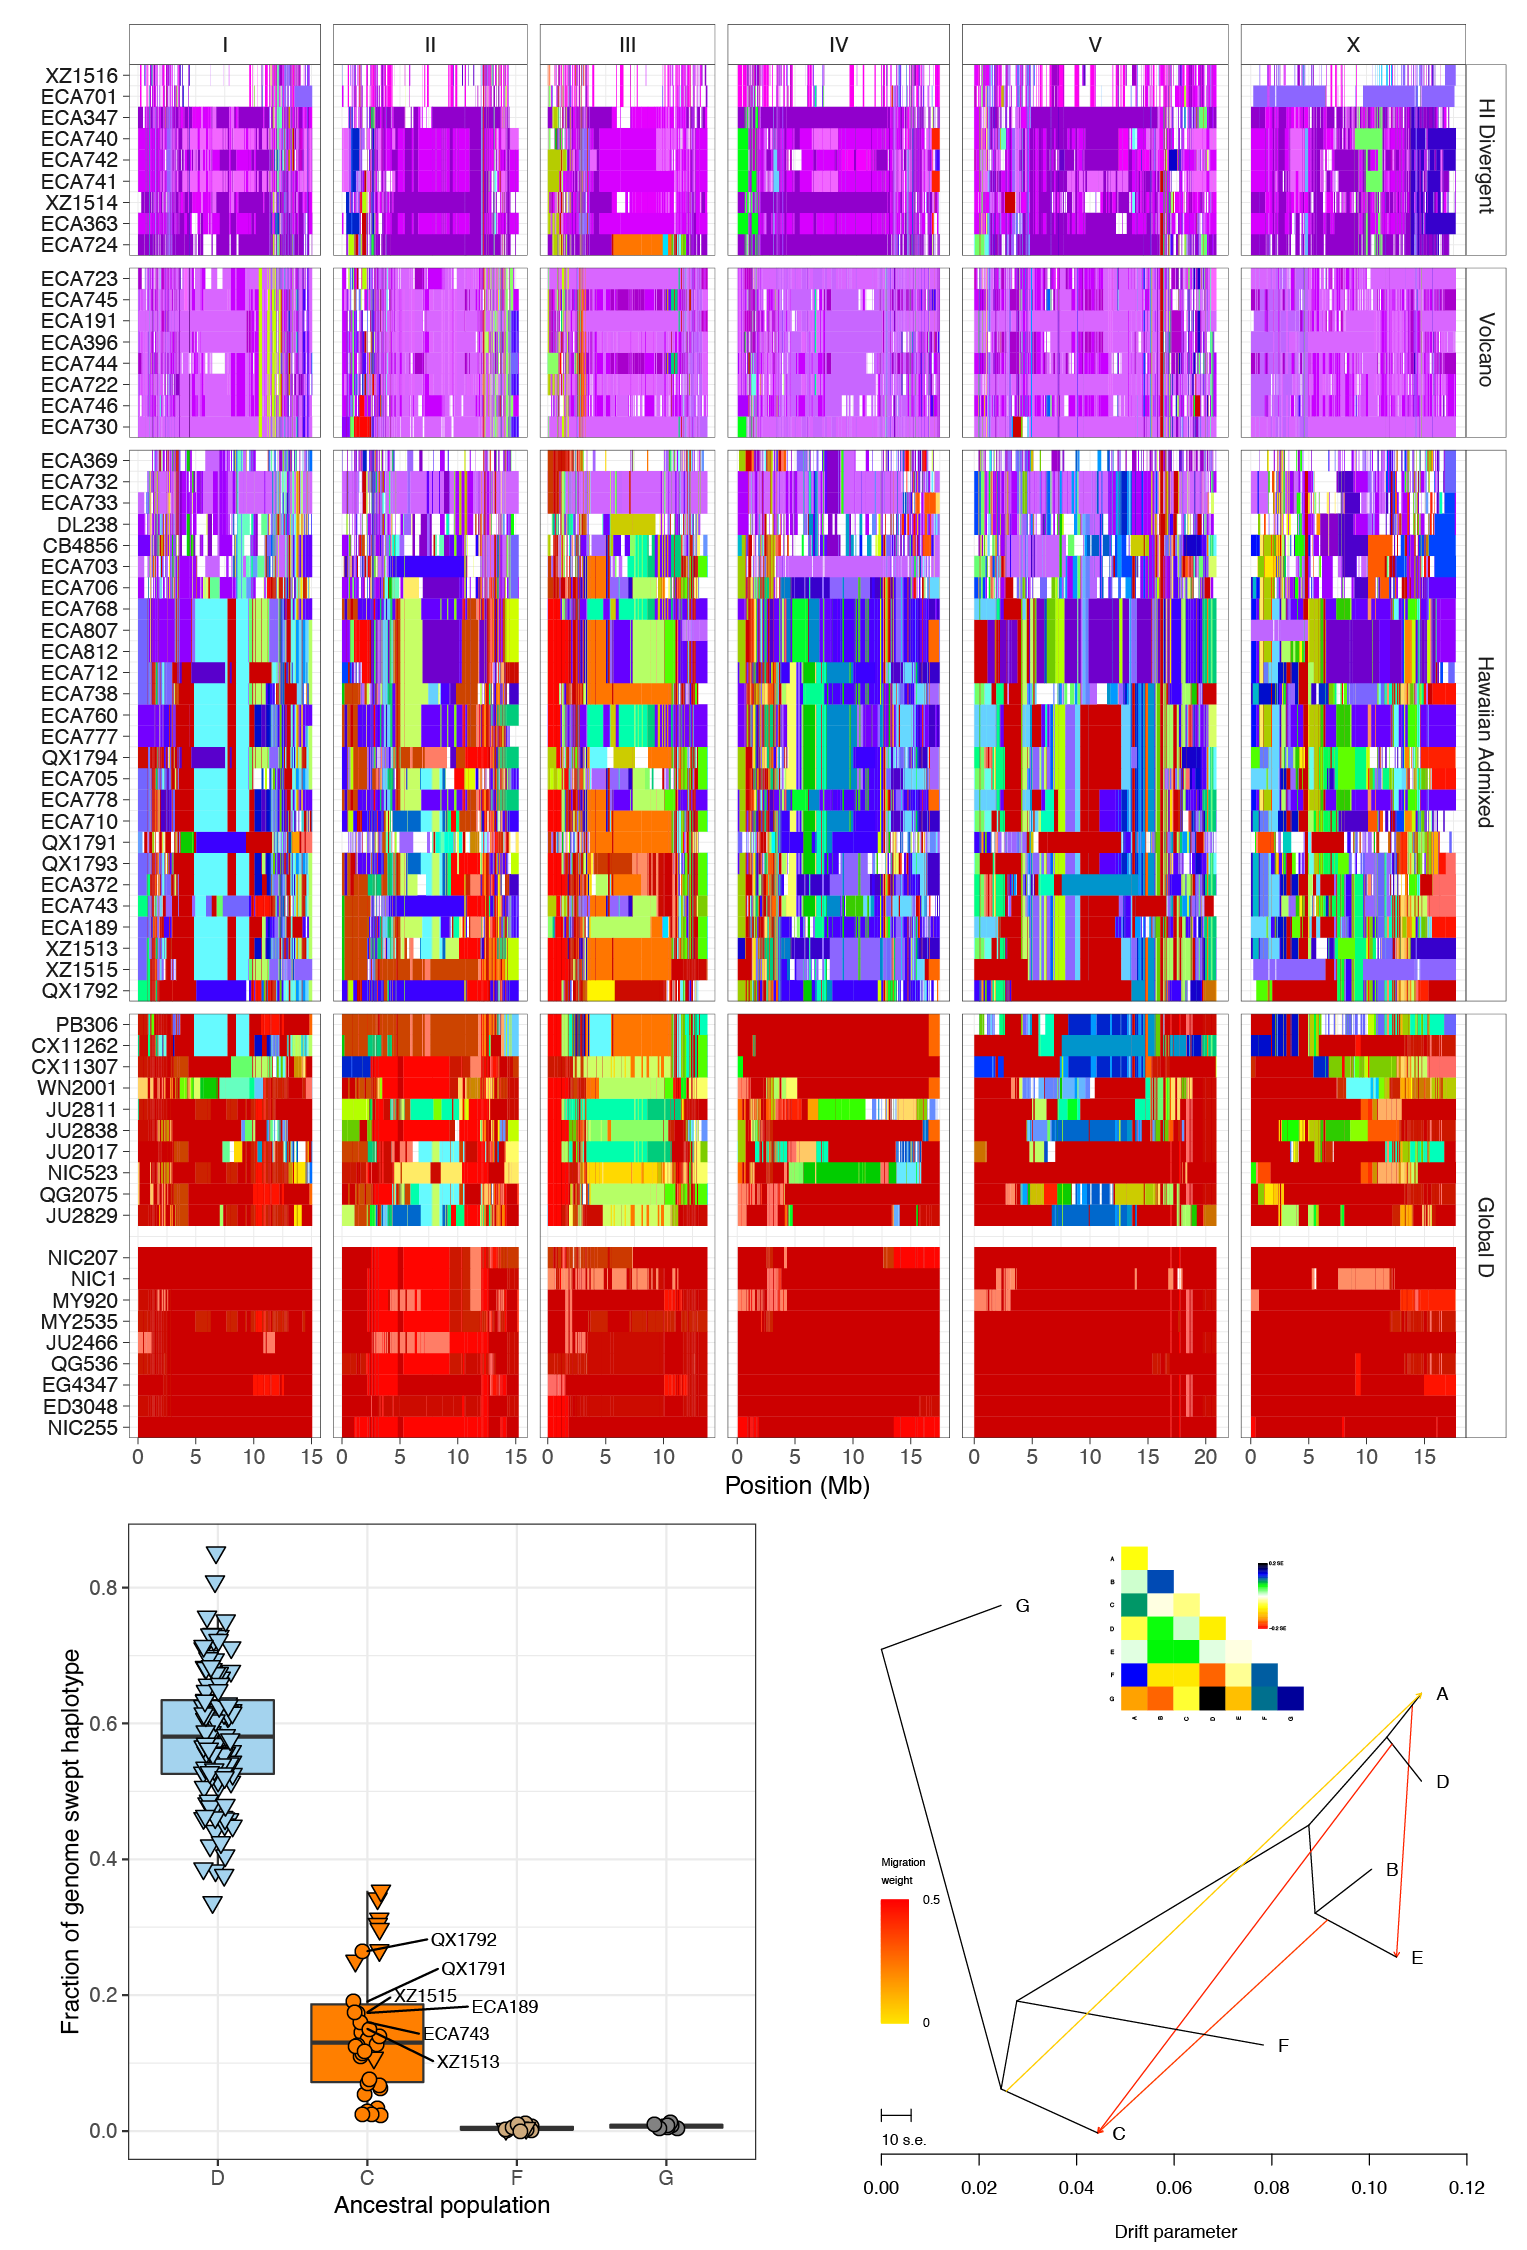 I II III IV V X
XZ1516
ECA701
ECA347
ECA740
ECA742
ECA741
XZ1514
ECA363
ECA724
HI Divergent
ECA723
ECA745
ECA191
ECA396
ECA744
ECA722
ECA746
ECA730
Volcano
ECA369
ECA732
ECA733
DL238
CB4856
ECA703
ECA706
ECA768
ECA807
ECA812
ECA712
ECA738
ECA760
ECA777
QX1794
ECA705
ECA778
ECA710
QX1791
QX1793
ECA372
ECA743
ECA189
XZ1513
XZ1515
QX1792
Hawaiian Admixed
PB306
CX11262
CX11307
WN2001
JU2811
JU2838
JU2017
NIC523
QG2075
JU2829
NIC207
NIC1
MY920
MY2535
JU2466
QG536
EG4347
ED3048
NIC255
Global D
0 5 10 15 0 5 10 15 0 5 10 0 5 10 15 0 5 10 15 20 0 5 10 15
Position (Mb)
Fraction of genome swept haplotype
0.8
0.6
0.4
0.2
0.0
QX1792
QX1791
XZ1515
ECA189
ECA743
XZ1513
D C F G
Ancestral population
A
B
C
D
E
F
G
A B C D E F G
0.2 SE
−0.2 SE
G
A
D
B
E
F
C
Migration
weight
0.5
0
10 s.e.
0.00 0.02 0.04 0.06 0.08 0.10 0.12
Drift parameter